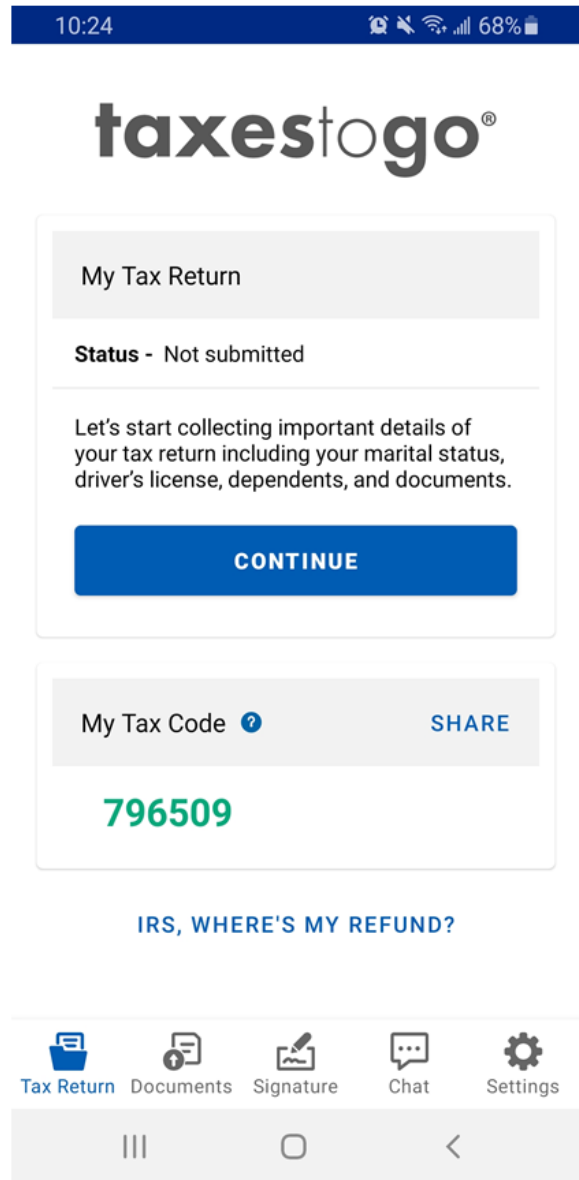 10:24 68%
taxestogo®
My Tax Return
Status - Not submitted
Let's start collecting important details of
your tax return including your marital status,
driver's license, dependents, and documents.
CONTINUE
My Tax Code ? SHARE
796509
IRS, WHERE'S MY REFUND?
Tax Return Documents Signature Chat Settings